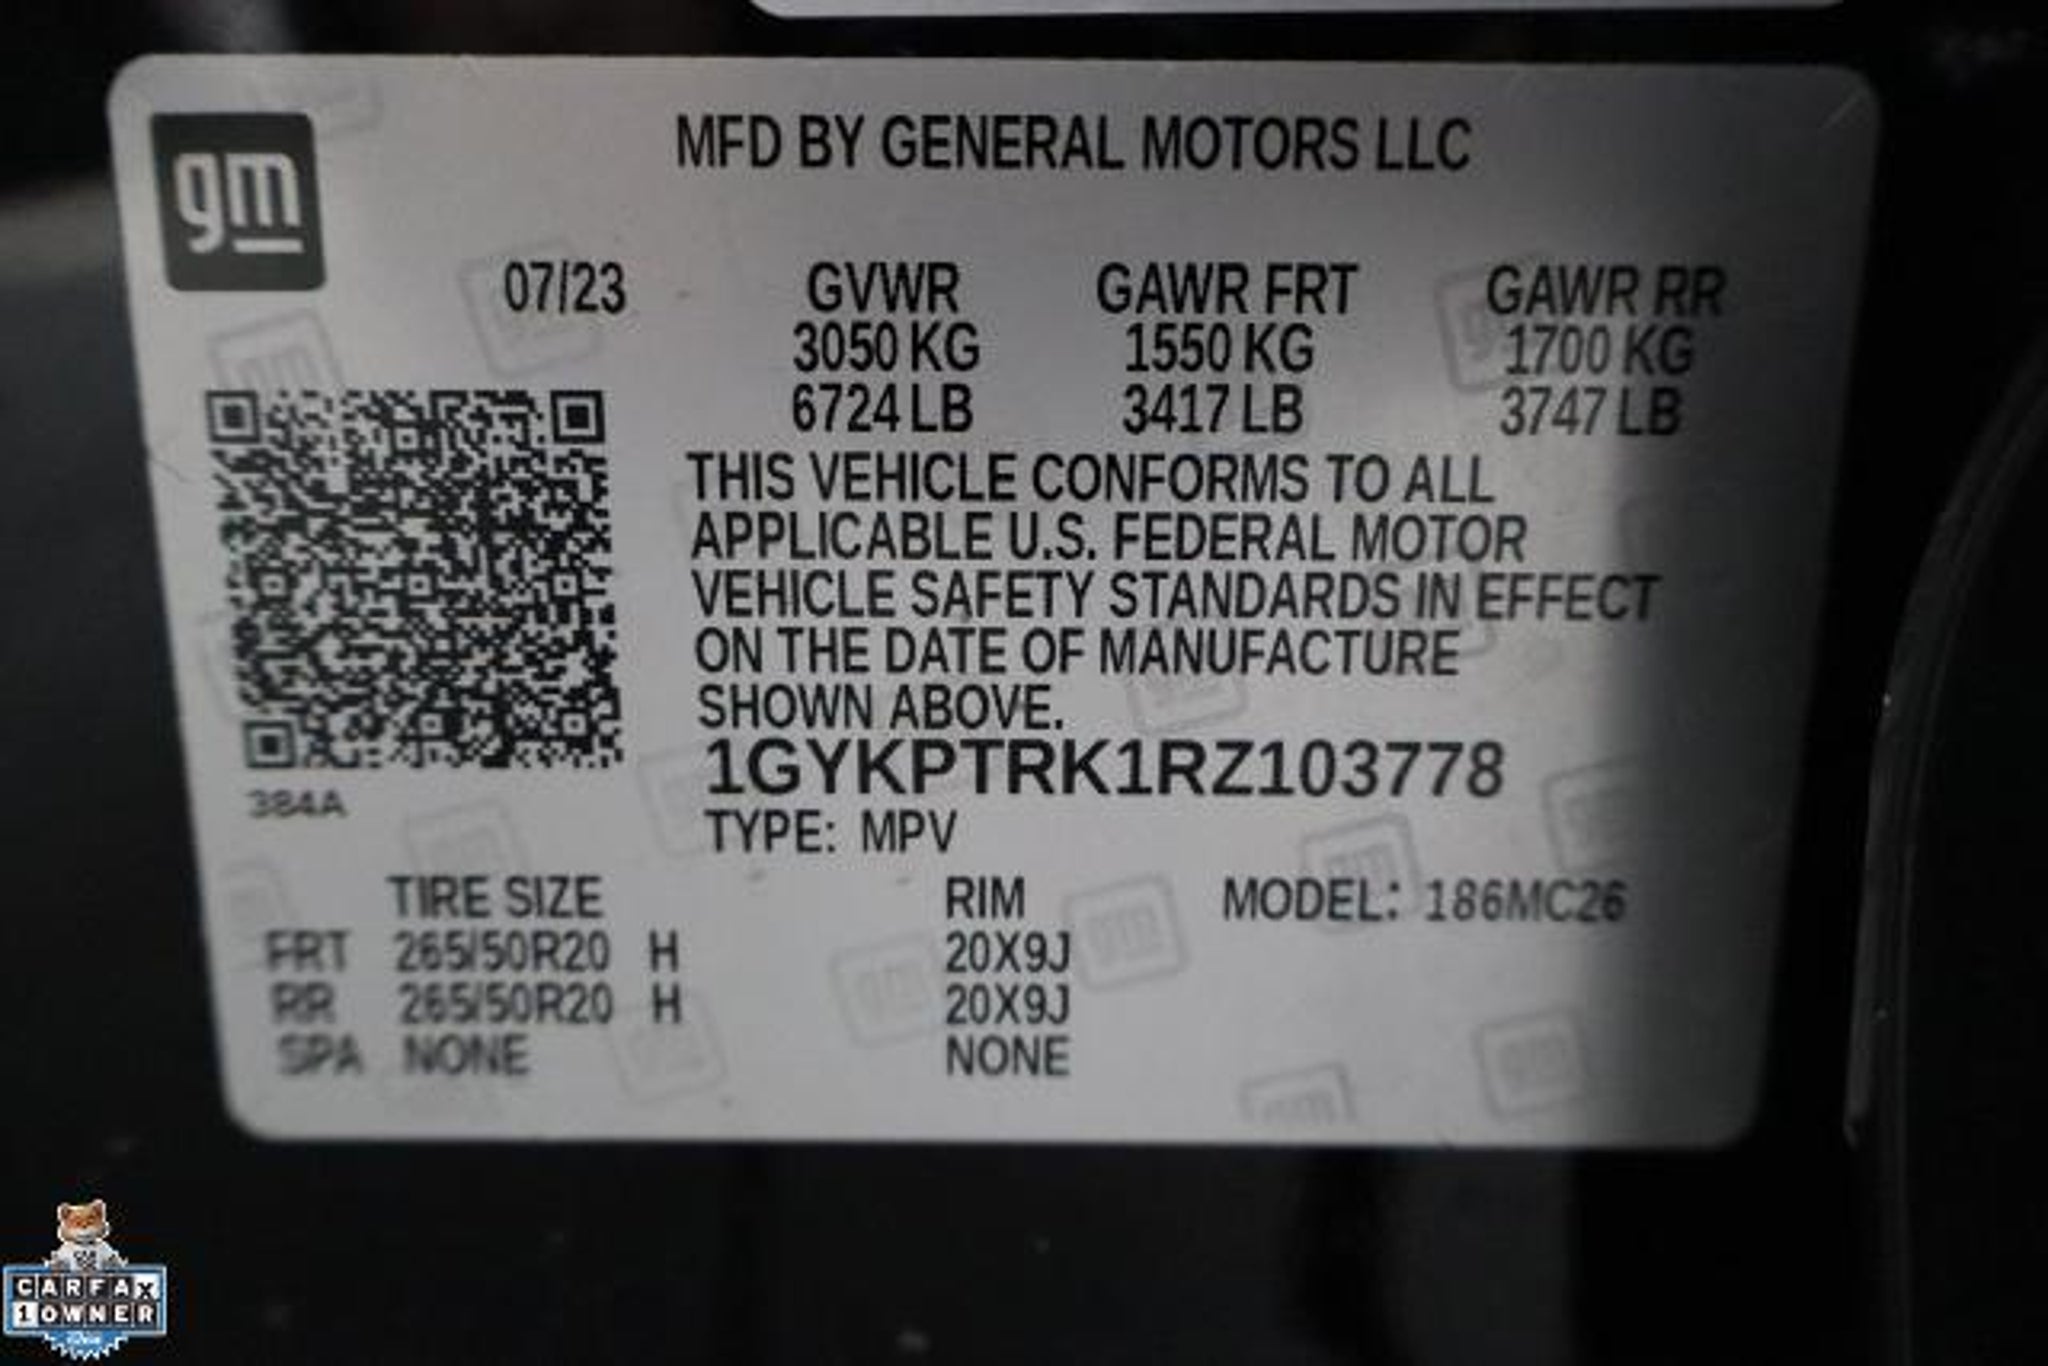 gm
MFD BY GENERAL MOTORS LLC
07/23 GVWR GAWR FRT GAWR RR
3050 KG 1550 KG 1700 KG
6724 LB 3417 LB 3747 LB
THIS VEHICLE CONFORMS TO ALL
APPLICABLE U.S. FEDERAL MOTOR
VEHICLE SAFETY STANDARDS IN EFFECT
ON THE DATE OF MANUFACTURE
SHOWN ABOVE.
1GYKPTRK1RZ103778
384A
TYPE: MPV
TIRE SIZE RIM MODEL: 186MC26
FRT 265/50R20 H 20X9J
RR 265/50R20 H 20X9J
SPA NONE NONE
CARFAX
1 OWNER